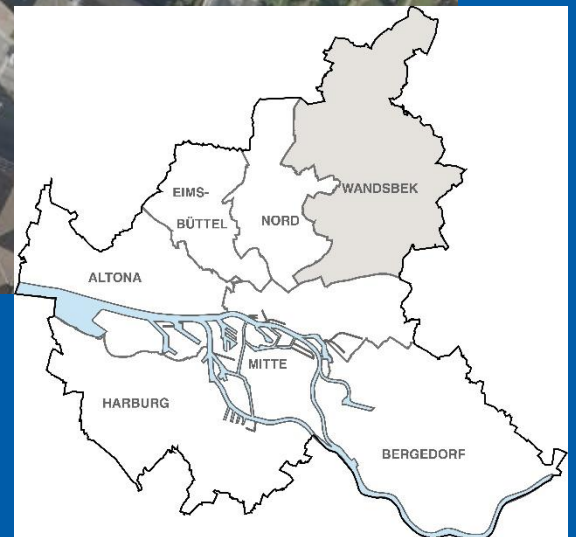 WANDSBEK
EIMS-
BÜTTEL
NORD
ALTONA
MITTE
HARBURG
BERGEDORF